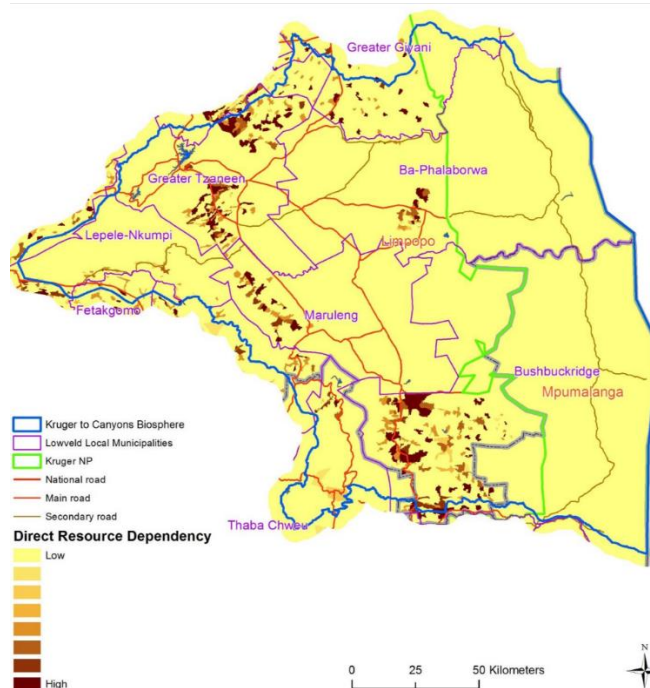 Greater Giyani
Ba-Phalaborwa
Greater Tzaneen
Limpopo
Lepele-Nkumpi
Fetakgomo
Maruleng
Bushbuckridge
Mpumalanga
Thaba Chweu
Kruger to Canyons Biosphere
Lowveld Local Municipalities
Kruger NP
National road
Main road
Secondary road
Direct Resource Dependency
Low
High
0 25 50 Kilometers
N